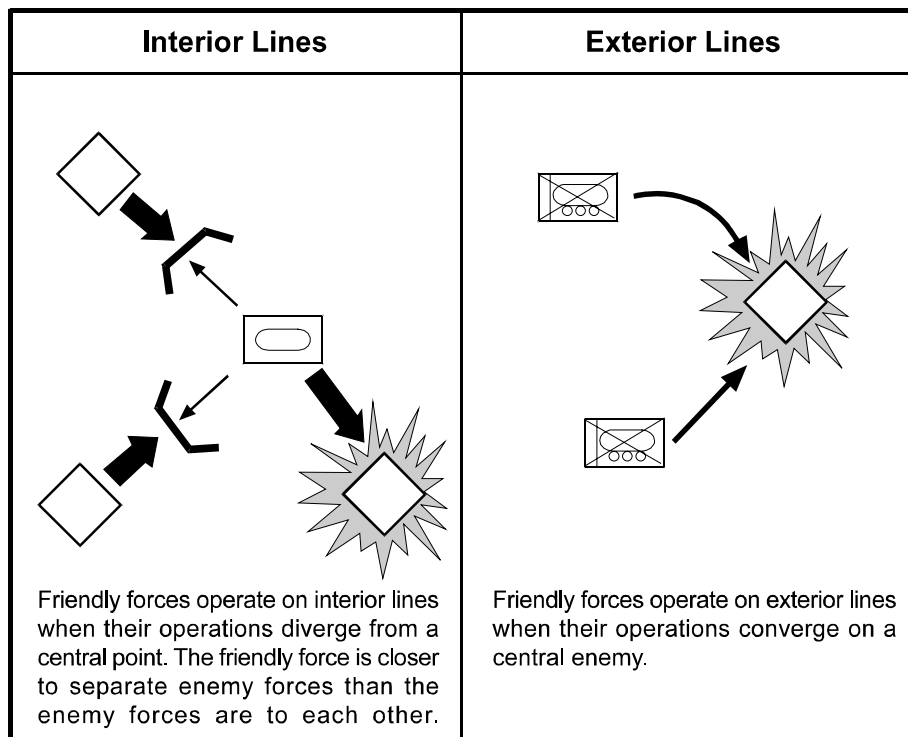 Interior Lines
Exterior Lines
Friendly forces operate on interior lines
when their operations diverge from a
central point. The friendly force is closer
to separate enemy forces than the
enemy forces are to each other.
Friendly forces operate on exterior lines
when their operations converge on a
central enemy.